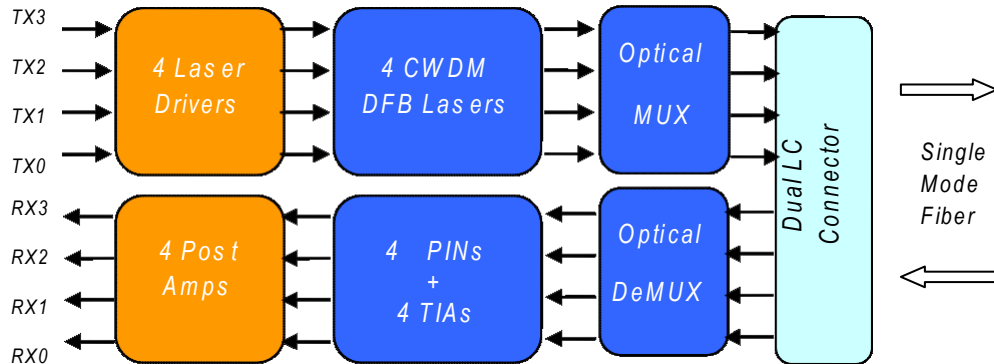 TX3
TX2
TX1
TX0
4 Laser
Drivers
4 CWDM
DFB Lasers
Optical
MUX
Dual LC
Connector
Single
Mode
Fiber
RX3
RX2
RX1
RX0
4 Post
Amps
4 PINs
+
4 TIAs
Optical
DeMUX